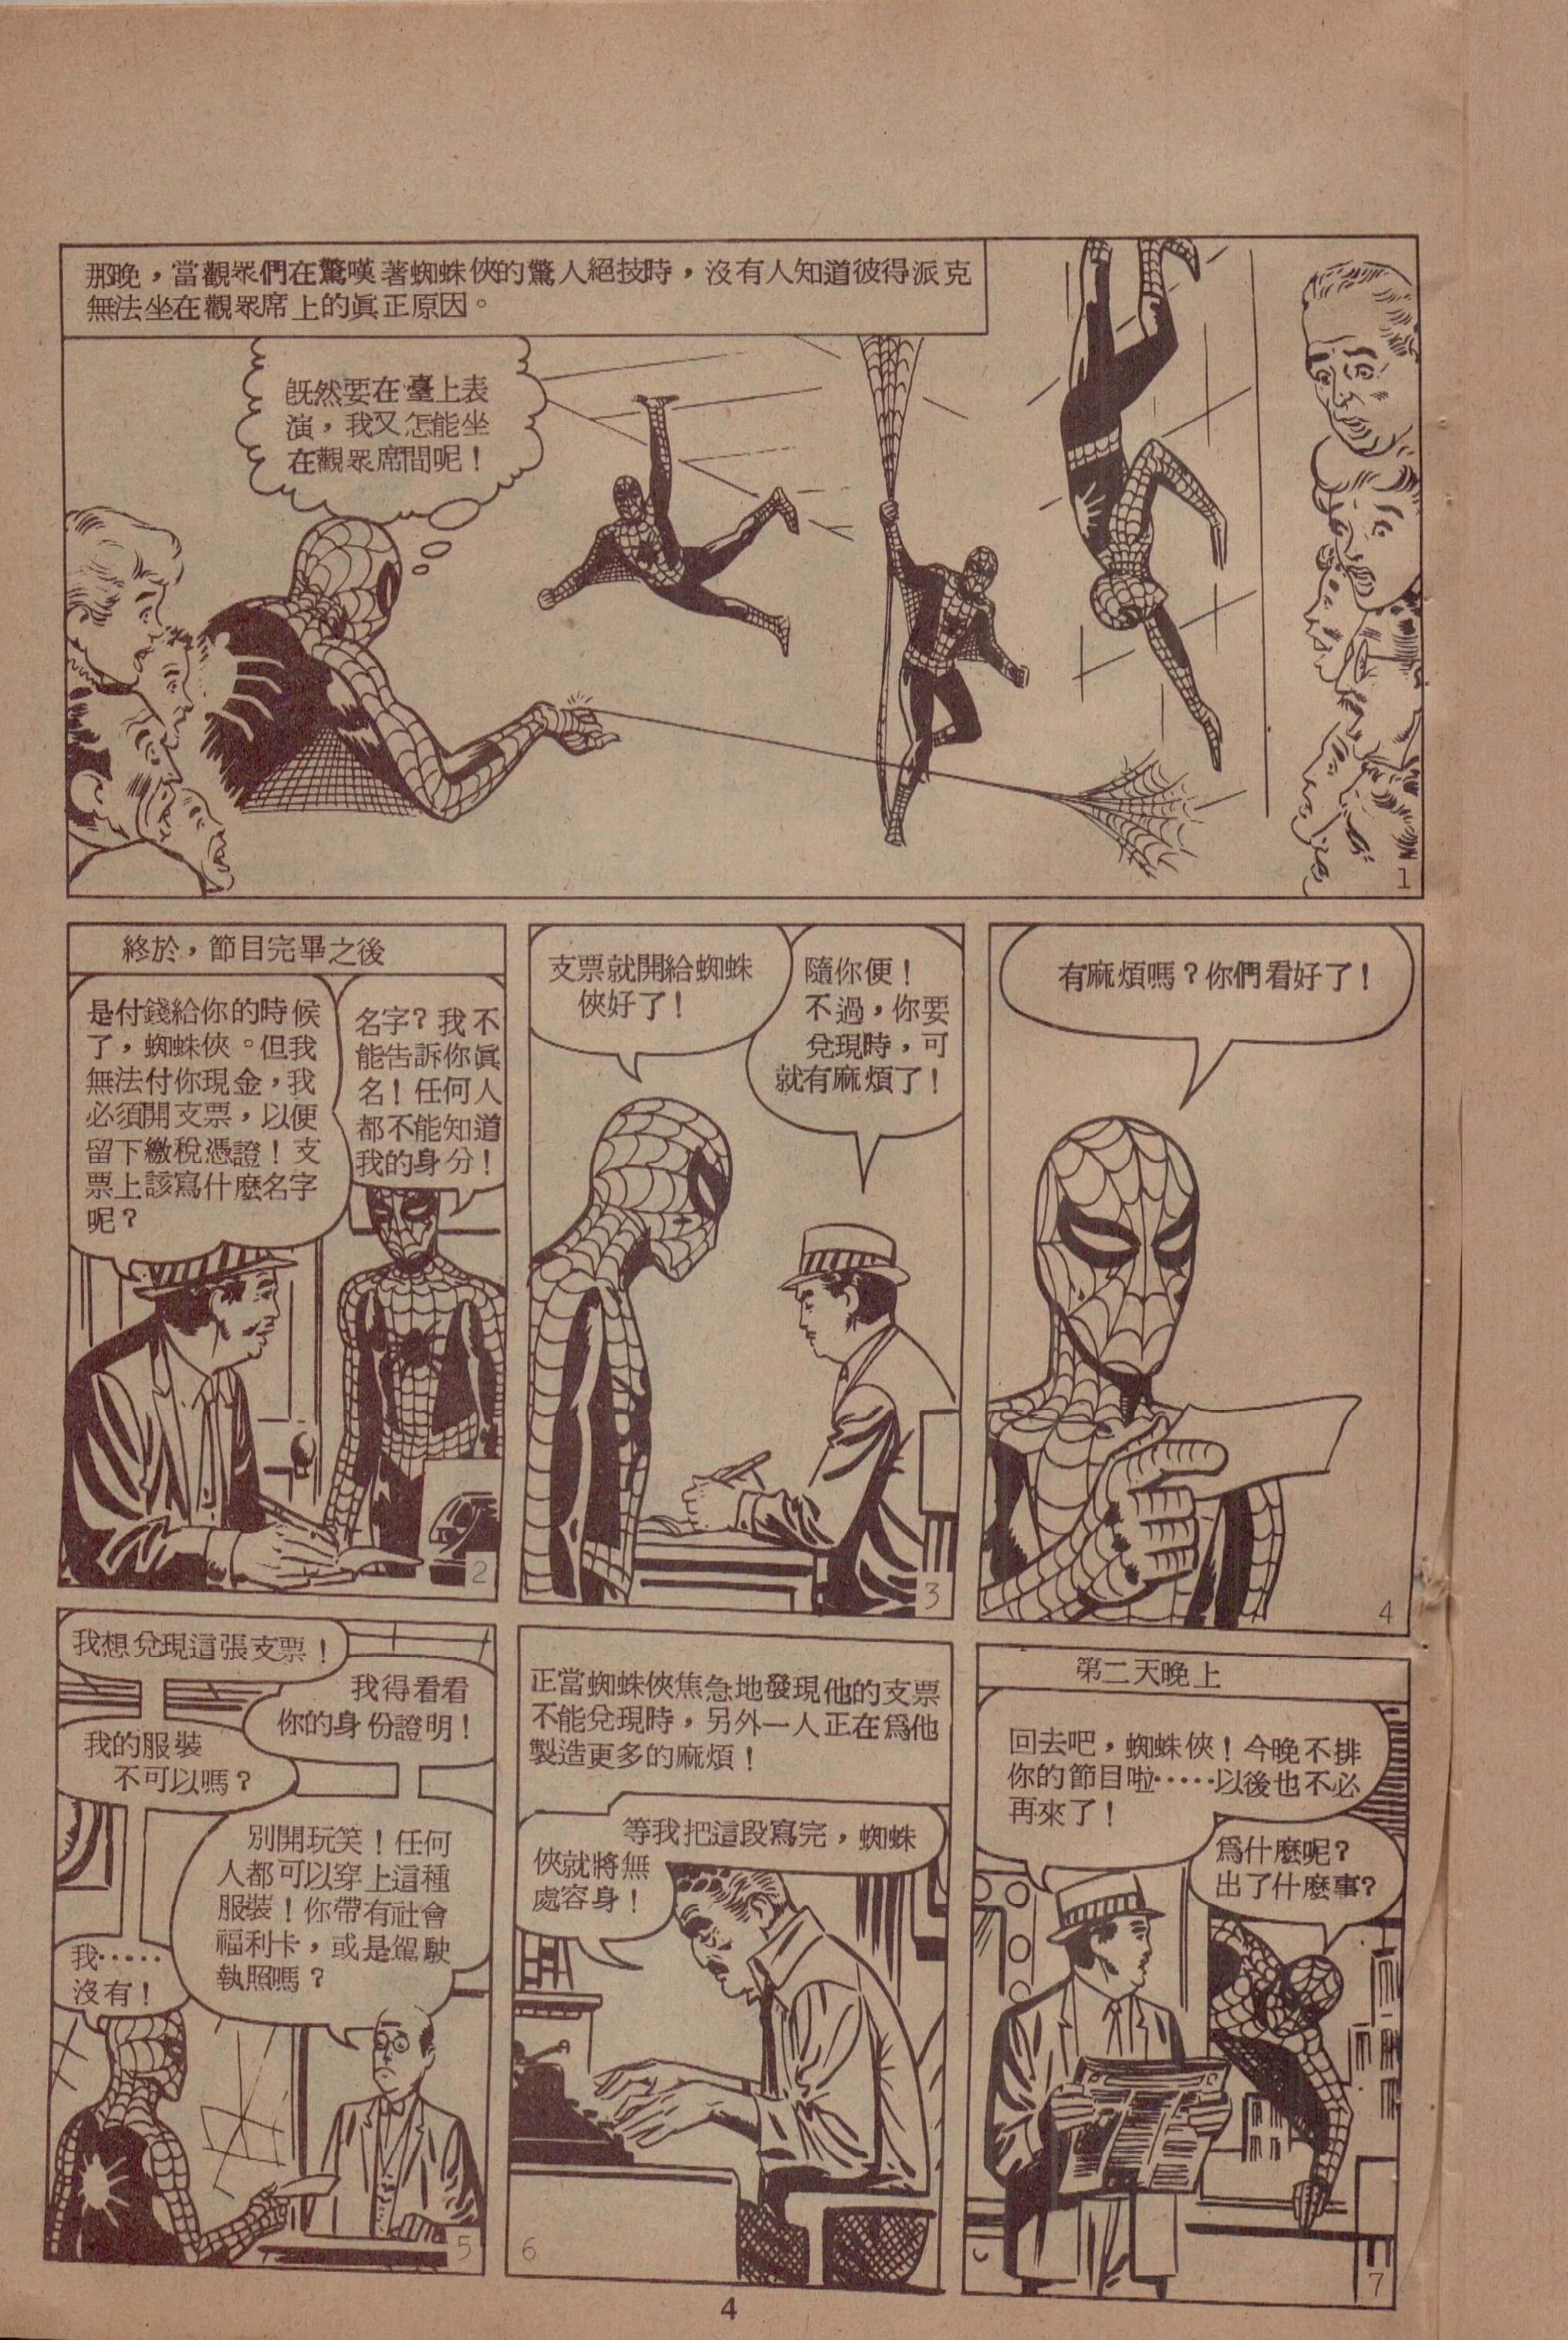 那晚，當觀眾們在驚嘆著蜘蛛俠的驚人絕技時，沒有人知道彼得派克
無法坐在觀眾席上的眞正原因。
旣然要在臺上表
演，我又怎能坐
在觀眾席間呢！
1
終於，節目完畢之後
是付錢給你的時候
了，蜘蛛俠。但我
無法付你現金，我
必須開支票，以便
留下繳稅憑證！支
票上該寫什麼名字
呢？
名字？我不
能告訴你眞
名！任何人
都不能知道
我的身分！
2
支票就開給蜘蛛
俠好了！
隨你便！
不過，你要
兌現時，可
就有麻煩了！
3
有麻煩嗎？你們看好了！
4
我想兌現這張支票！
我得看看
你的身份證明！
我的服裝
不可以嗎？
別開玩笑！任何
人都可以穿上這種
服裝！你帶有社會
福利卡，或是駕駛
執照嗎？
我……
沒有！
5
正當蜘蛛俠焦急地發現他的支票
不能兌現時，另外一人正在爲他
製造更多的麻煩！
等我把這段寫完，蜘蛛
俠就將無
處容身！
6
第二天晚上
回去吧，蜘蛛俠！今晚不排
你的節目啦……以後也不必
再來了！
爲什麼呢？
出了什麼事？
7
4